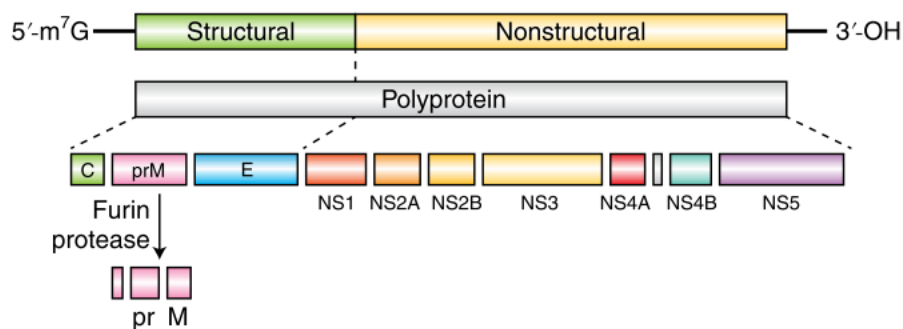 5′-m⁷G Structural Nonstructural 3′-OH
Polyprotein
C prM E
NS1 NS2A NS2B NS3 NS4A NS4B NS5
Furin
protease
pr M